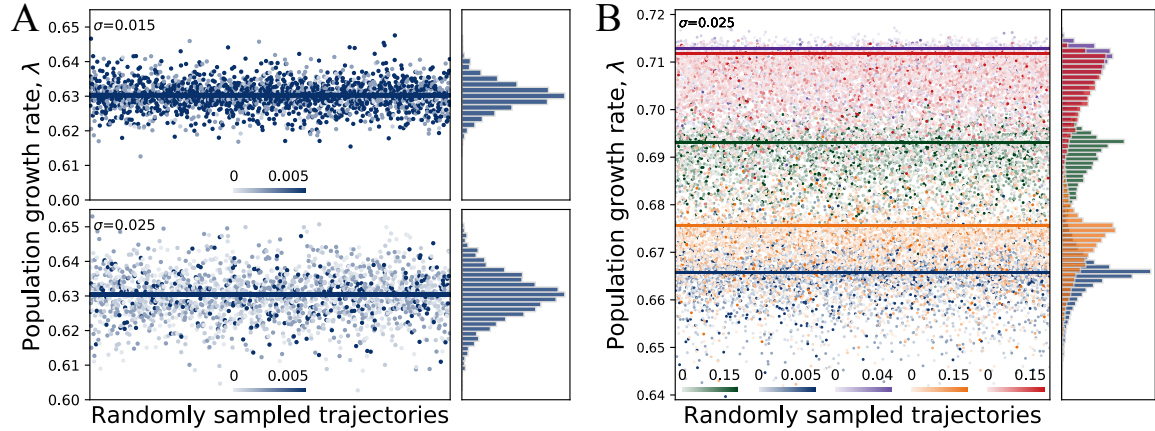 A
Population growth rate, λ
0.65
0.64
0.63
0.62
0.61
0.60
σ=0.015
0 0.005
0.65
0.64
0.63
0.62
0.61
0.60
σ=0.025
0 0.005
Randomly sampled trajectories
B
Population growth rate, λ
0.72
0.71
0.70
0.69
0.68
0.67
0.66
0.65
0.64
σ=0.025
0 0.15 0 0.005 0 0.04 0 0.15 0 0.15
Randomly sampled trajectories